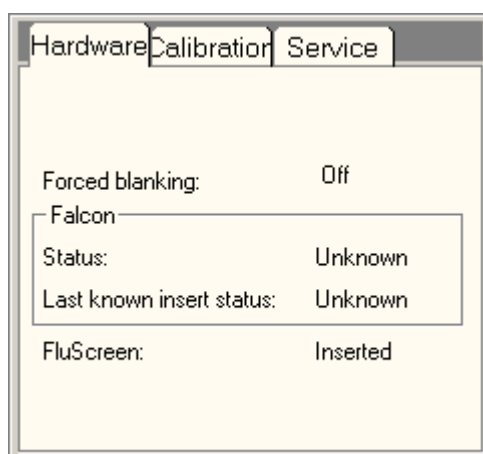 Hardware Calibration Service
Forced blanking: Off
Falcon
Status: Unknown
Last known insert status: Unknown
FluScreen: Inserted